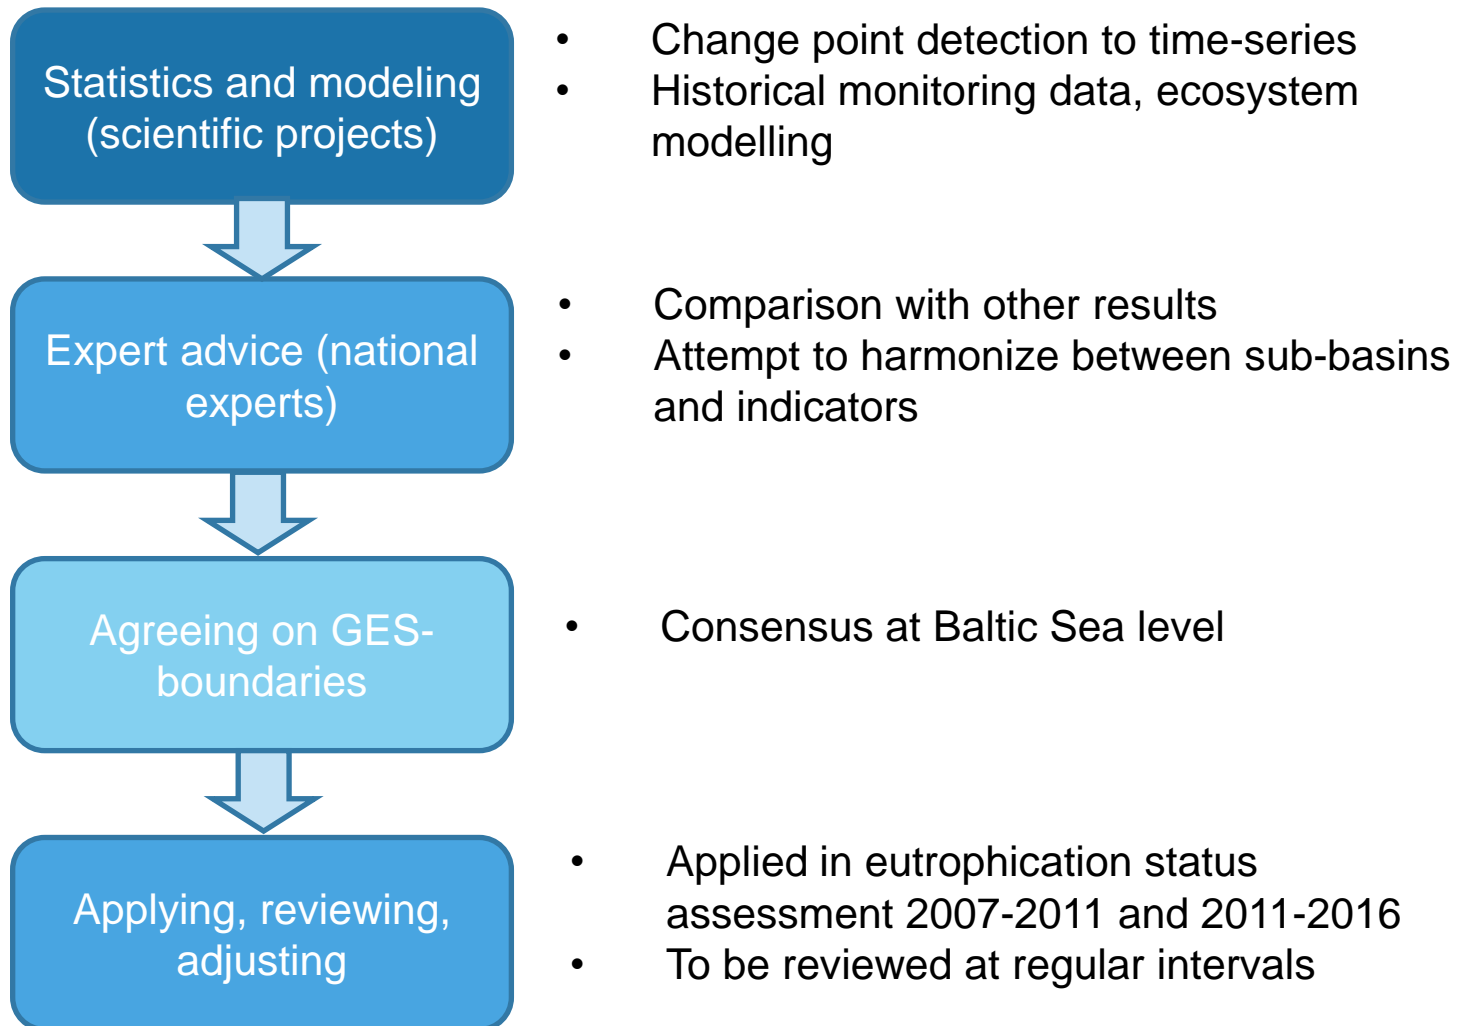 Statistics and modeling
(scientific projects)
• Change point detection to time-series
• Historical monitoring data, ecosystem
modelling
Expert advice (national
experts)
• Comparison with other results
• Attempt to harmonize between sub-basins
and indicators
Agreeing on GES-
boundaries
• Consensus at Baltic Sea level
Applying, reviewing,
adjusting
• Applied in eutrophication status
assessment 2007-2011 and 2011-2016
• To be reviewed at regular intervals